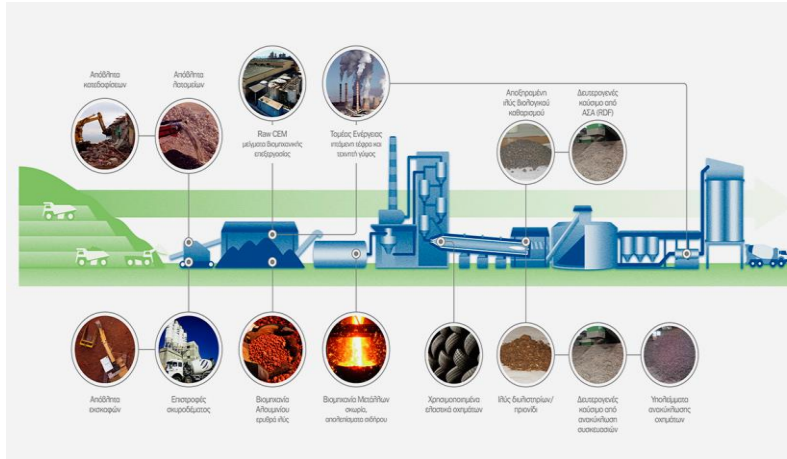 Απόβλητα
κατεδαφίσεων
Απόβλητα
λατομείων
Raw CEM
μείγματα βιομηχανικής
επεξεργασίας
Τομέας Ενέργειας
ιπτάμενη τέφρα και
τεχνητή γύψος
Αποξηραμένη
ιλύς βιολογικού
καθαρισμού
Δευτερογενές
καύσιμο από
ΑΣΑ (RDF)
Απόβλητα
εκσκαφών
Επιστροφές
σκυροδέματος
Βιομηχανία
Αλουμινίου
ερυθρά ιλύς
Βιομηχανία Μετάλλων
σκωρία,
απολεπίσματα σιδήρου
Χρησιμοποιημένα
ελαστικά οχημάτων
Ιλύς διυλιστηρίων/
πριονίδι
Δευτερογενές
καύσιμο από
ανακύκλωση
συσκευασιών
Υπολείμματα
ανακύκλωσης
οχημάτων